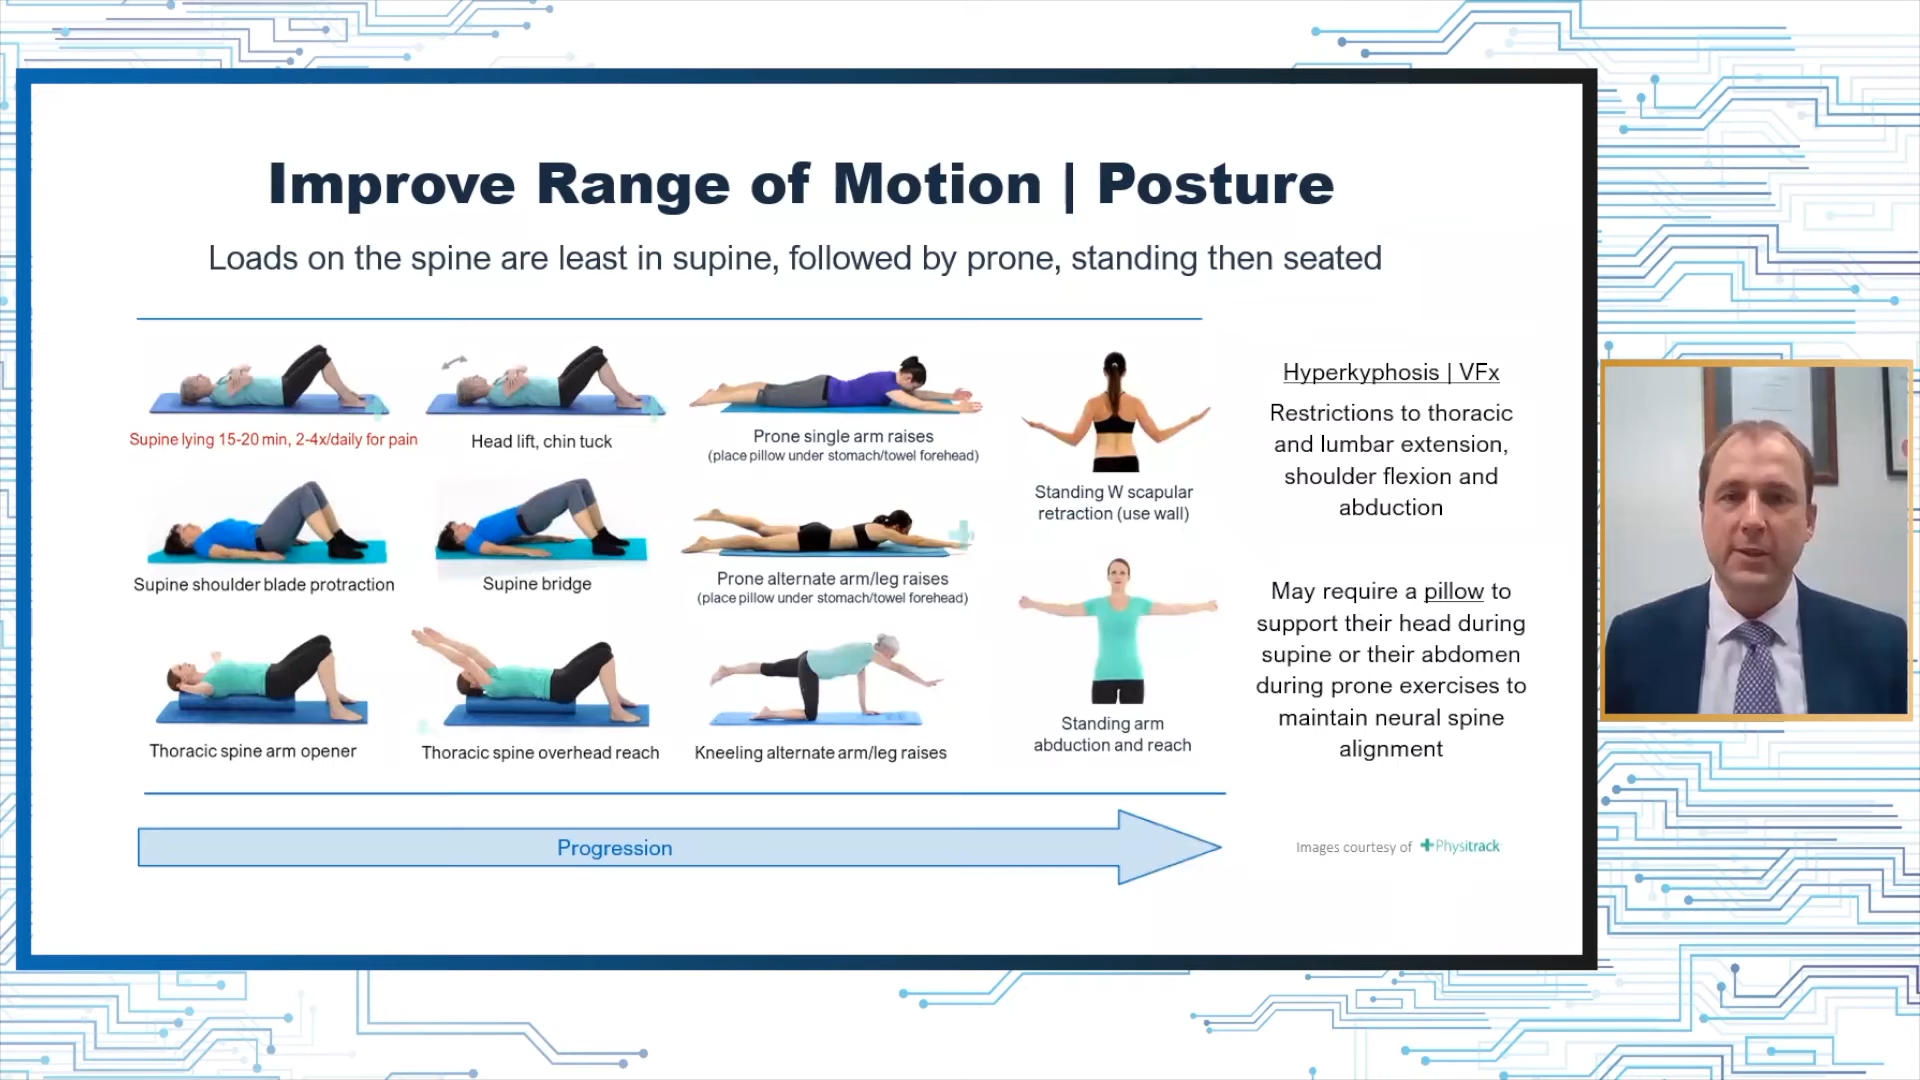 Improve Range of Motion | Posture
Loads on the spine are least in supine, followed by prone, standing then seated
Supine lying 15-20 min, 2-4x/daily for pain
Head lift, chin tuck
Prone single arm raises
(place pillow under stomach/towel forehead)
Standing W scapular
retraction (use wall)
Supine shoulder blade protraction
Supine bridge
Prone alternate arm/leg raises
(place pillow under stomach/towel forehead)
Thoracic spine arm opener
Thoracic spine overhead reach
Kneeling alternate arm/leg raises
Standing arm
abduction and reach
Hyperkyphosis | VFx
Restrictions to thoracic
and lumbar extension,
shoulder flexion and
abduction
May require a pillow to
support their head during
supine or their abdomen
during prone exercises to
maintain neural spine
alignment
Progression
Images courtesy of Physitrack